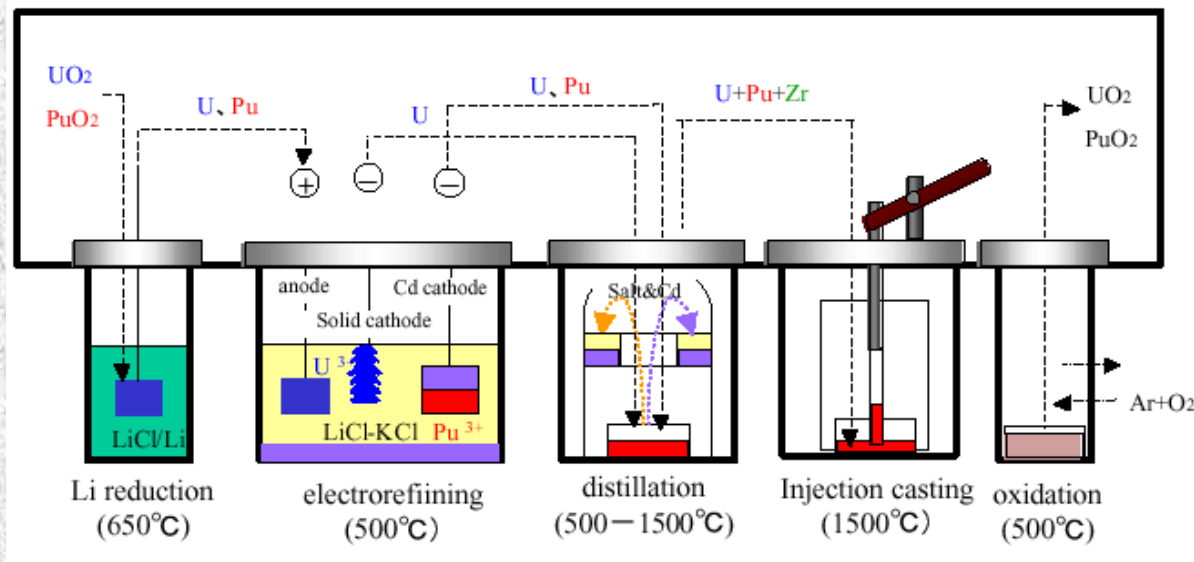 UO2
PuO2
U、Pu
U
U、Pu
U+Pu+Zr
UO2
PuO2
+
−
−
anode
Cd cathode
Solid cathode
U 3
LiCl-KCl
Pu 3+
LiCl/Li
Salt&Cd
Ar+O2
Li reduction
(650℃)
electrorefiining
(500℃)
distillation
(500－1500℃)
Injection casting
(1500℃)
oxidation
(500℃)